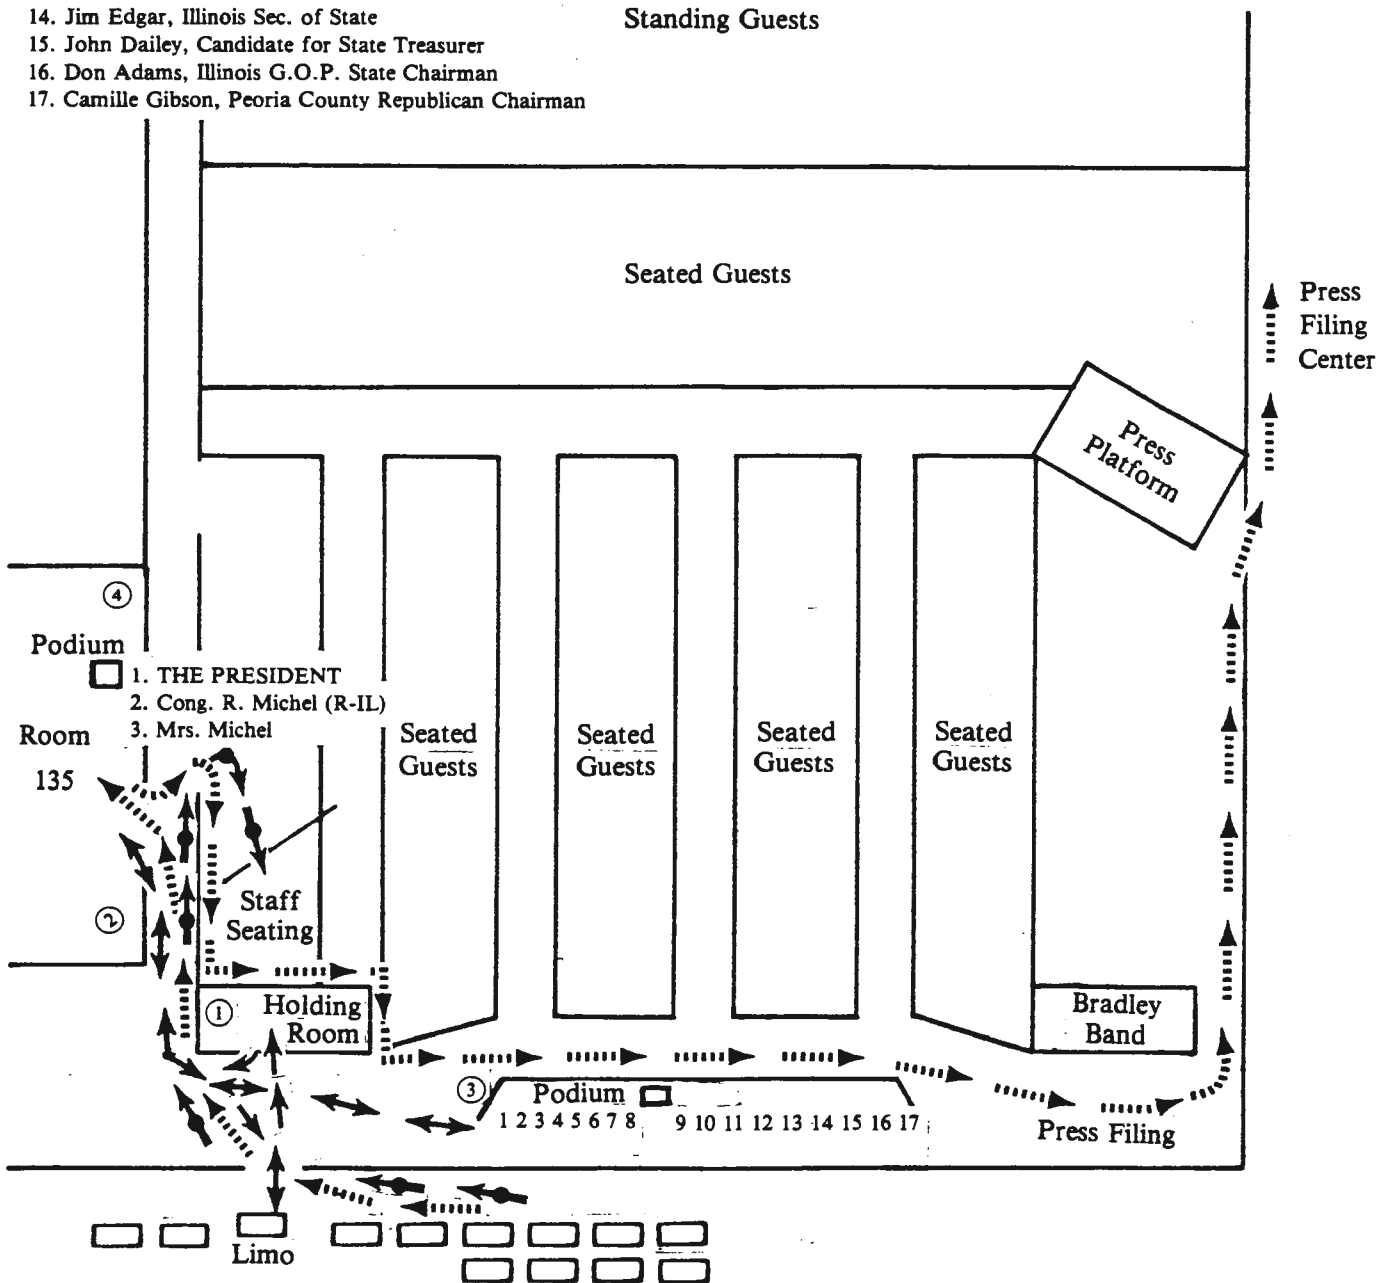 14. Jim Edgar, Illinois Sec. of State
15. John Dailey, Candidate for State Treasurer
16. Don Adams, Illinois G.O.P. State Chairman
17. Camille Gibson, Peoria County Republican Chairman
Standing Guests
Seated Guests
Press
Filing
Center
Press
Platform
4
Podium
1. THE PRESIDENT
2. Cong. R. Michel (R-IL)
3. Mrs. Michel
Room
135
Seated
Guests
Seated
Guests
Seated
Guests
Seated
Guests
2
Staff
Seating
1
Holding
Room
Bradley
Band
3
Podium
1 2 3 4 5 6 7 8
9 10 11 12 13 14 15 16 17
Press Filing
Limo